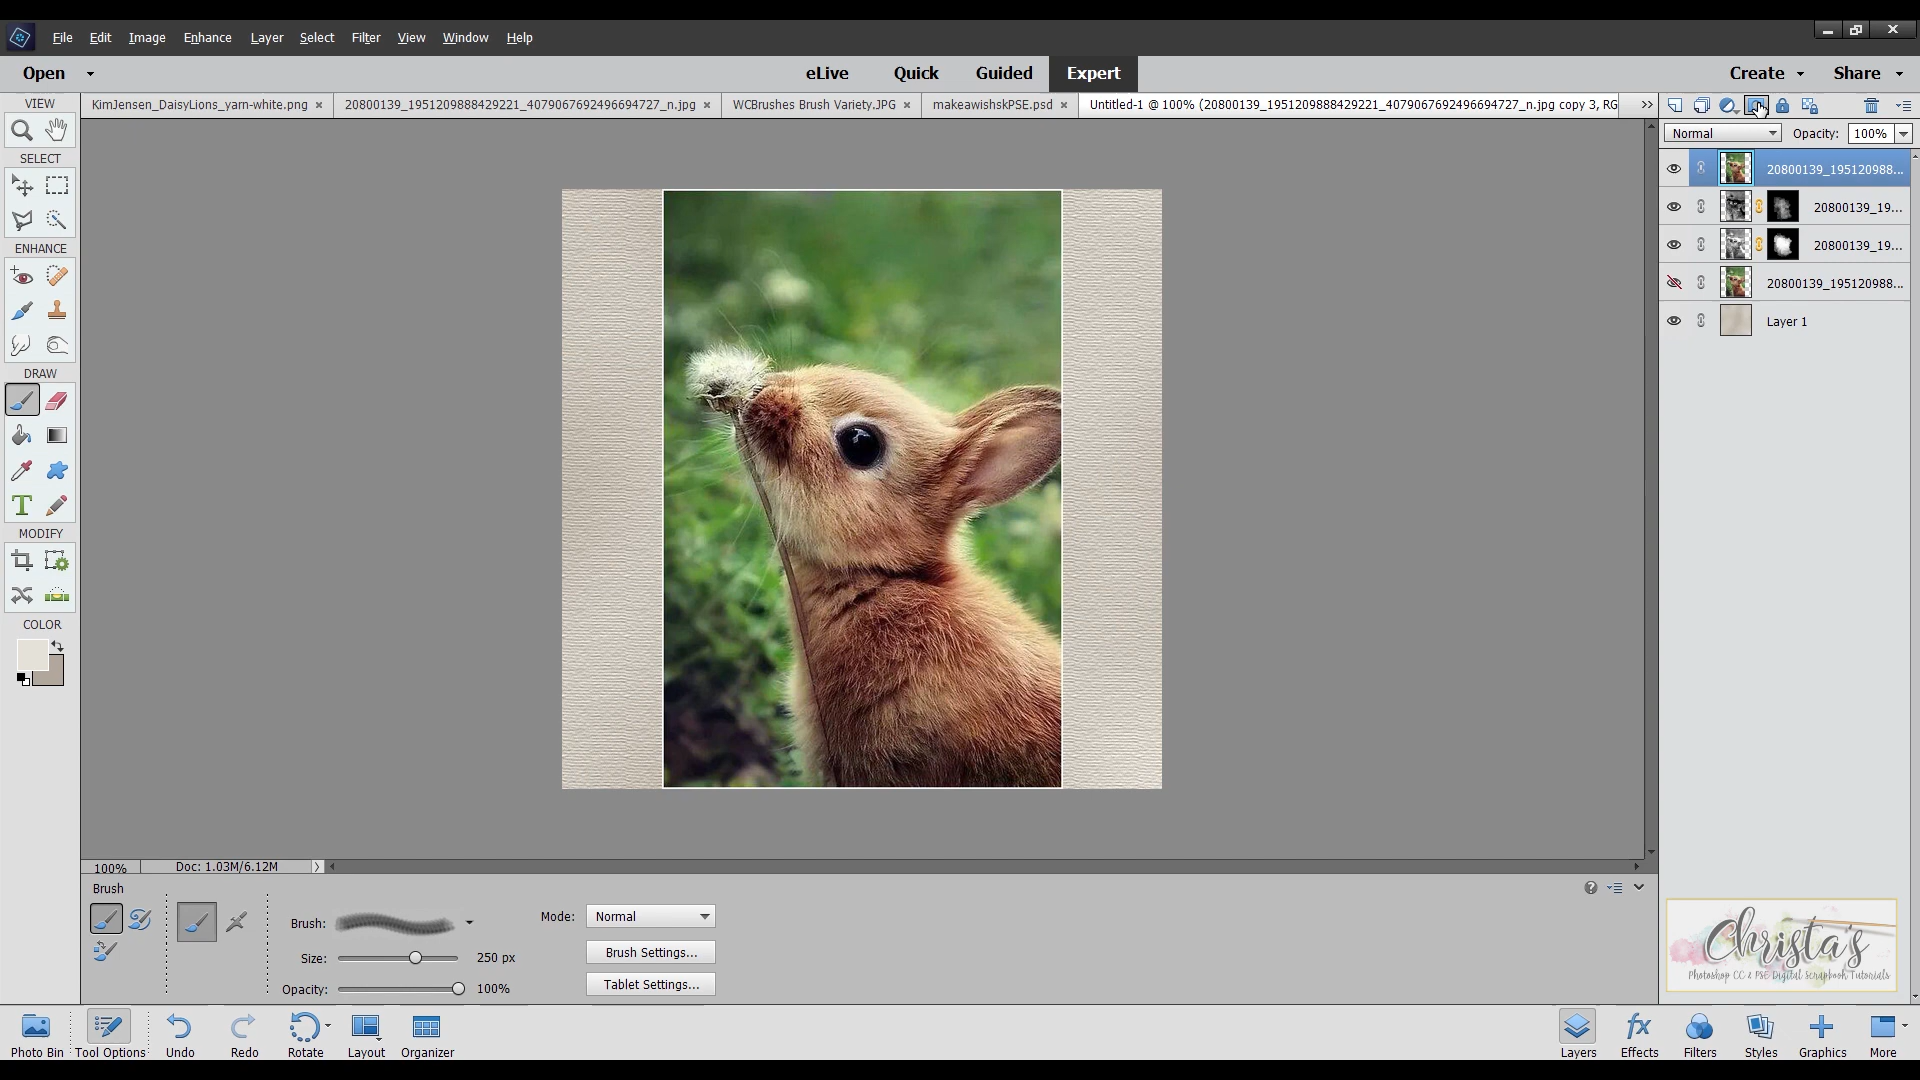 File Edit Image Enhance Layer Select Filter View Window Help
Open eLive Quick Guided Expert Create Share
VIEW KimJensen_DaisyLions_yarn-white.png × 20800139_1951209888429221_4079067692496694727_n.jpg × WCBrushes Brush Variety.JPG × makeawishskPSE.psd × Untitled-1 @ 100% (20800139_1951209888429221_4079067692496694727_n.jpg copy 3, RG
Normal Opacity: 100%
SELECT
20800139_195120988...
20800139_19...
ENHANCE
20800139_19...
20800139_195120988...
Layer 1
DRAW
T
MODIFY
COLOR
100% Doc: 1.03M/6.12M
Brush
Brush: Mode: Normal
Size: 250 px Brush Settings...
Opacity: 100% Tablet Settings...
Christa's
Photoshop CC & PSE Digital Scrapbook Tutorials
Photo Bin Tool Options Undo Redo Rotate Layout Organizer Layers Effects Filters Styles Graphics More